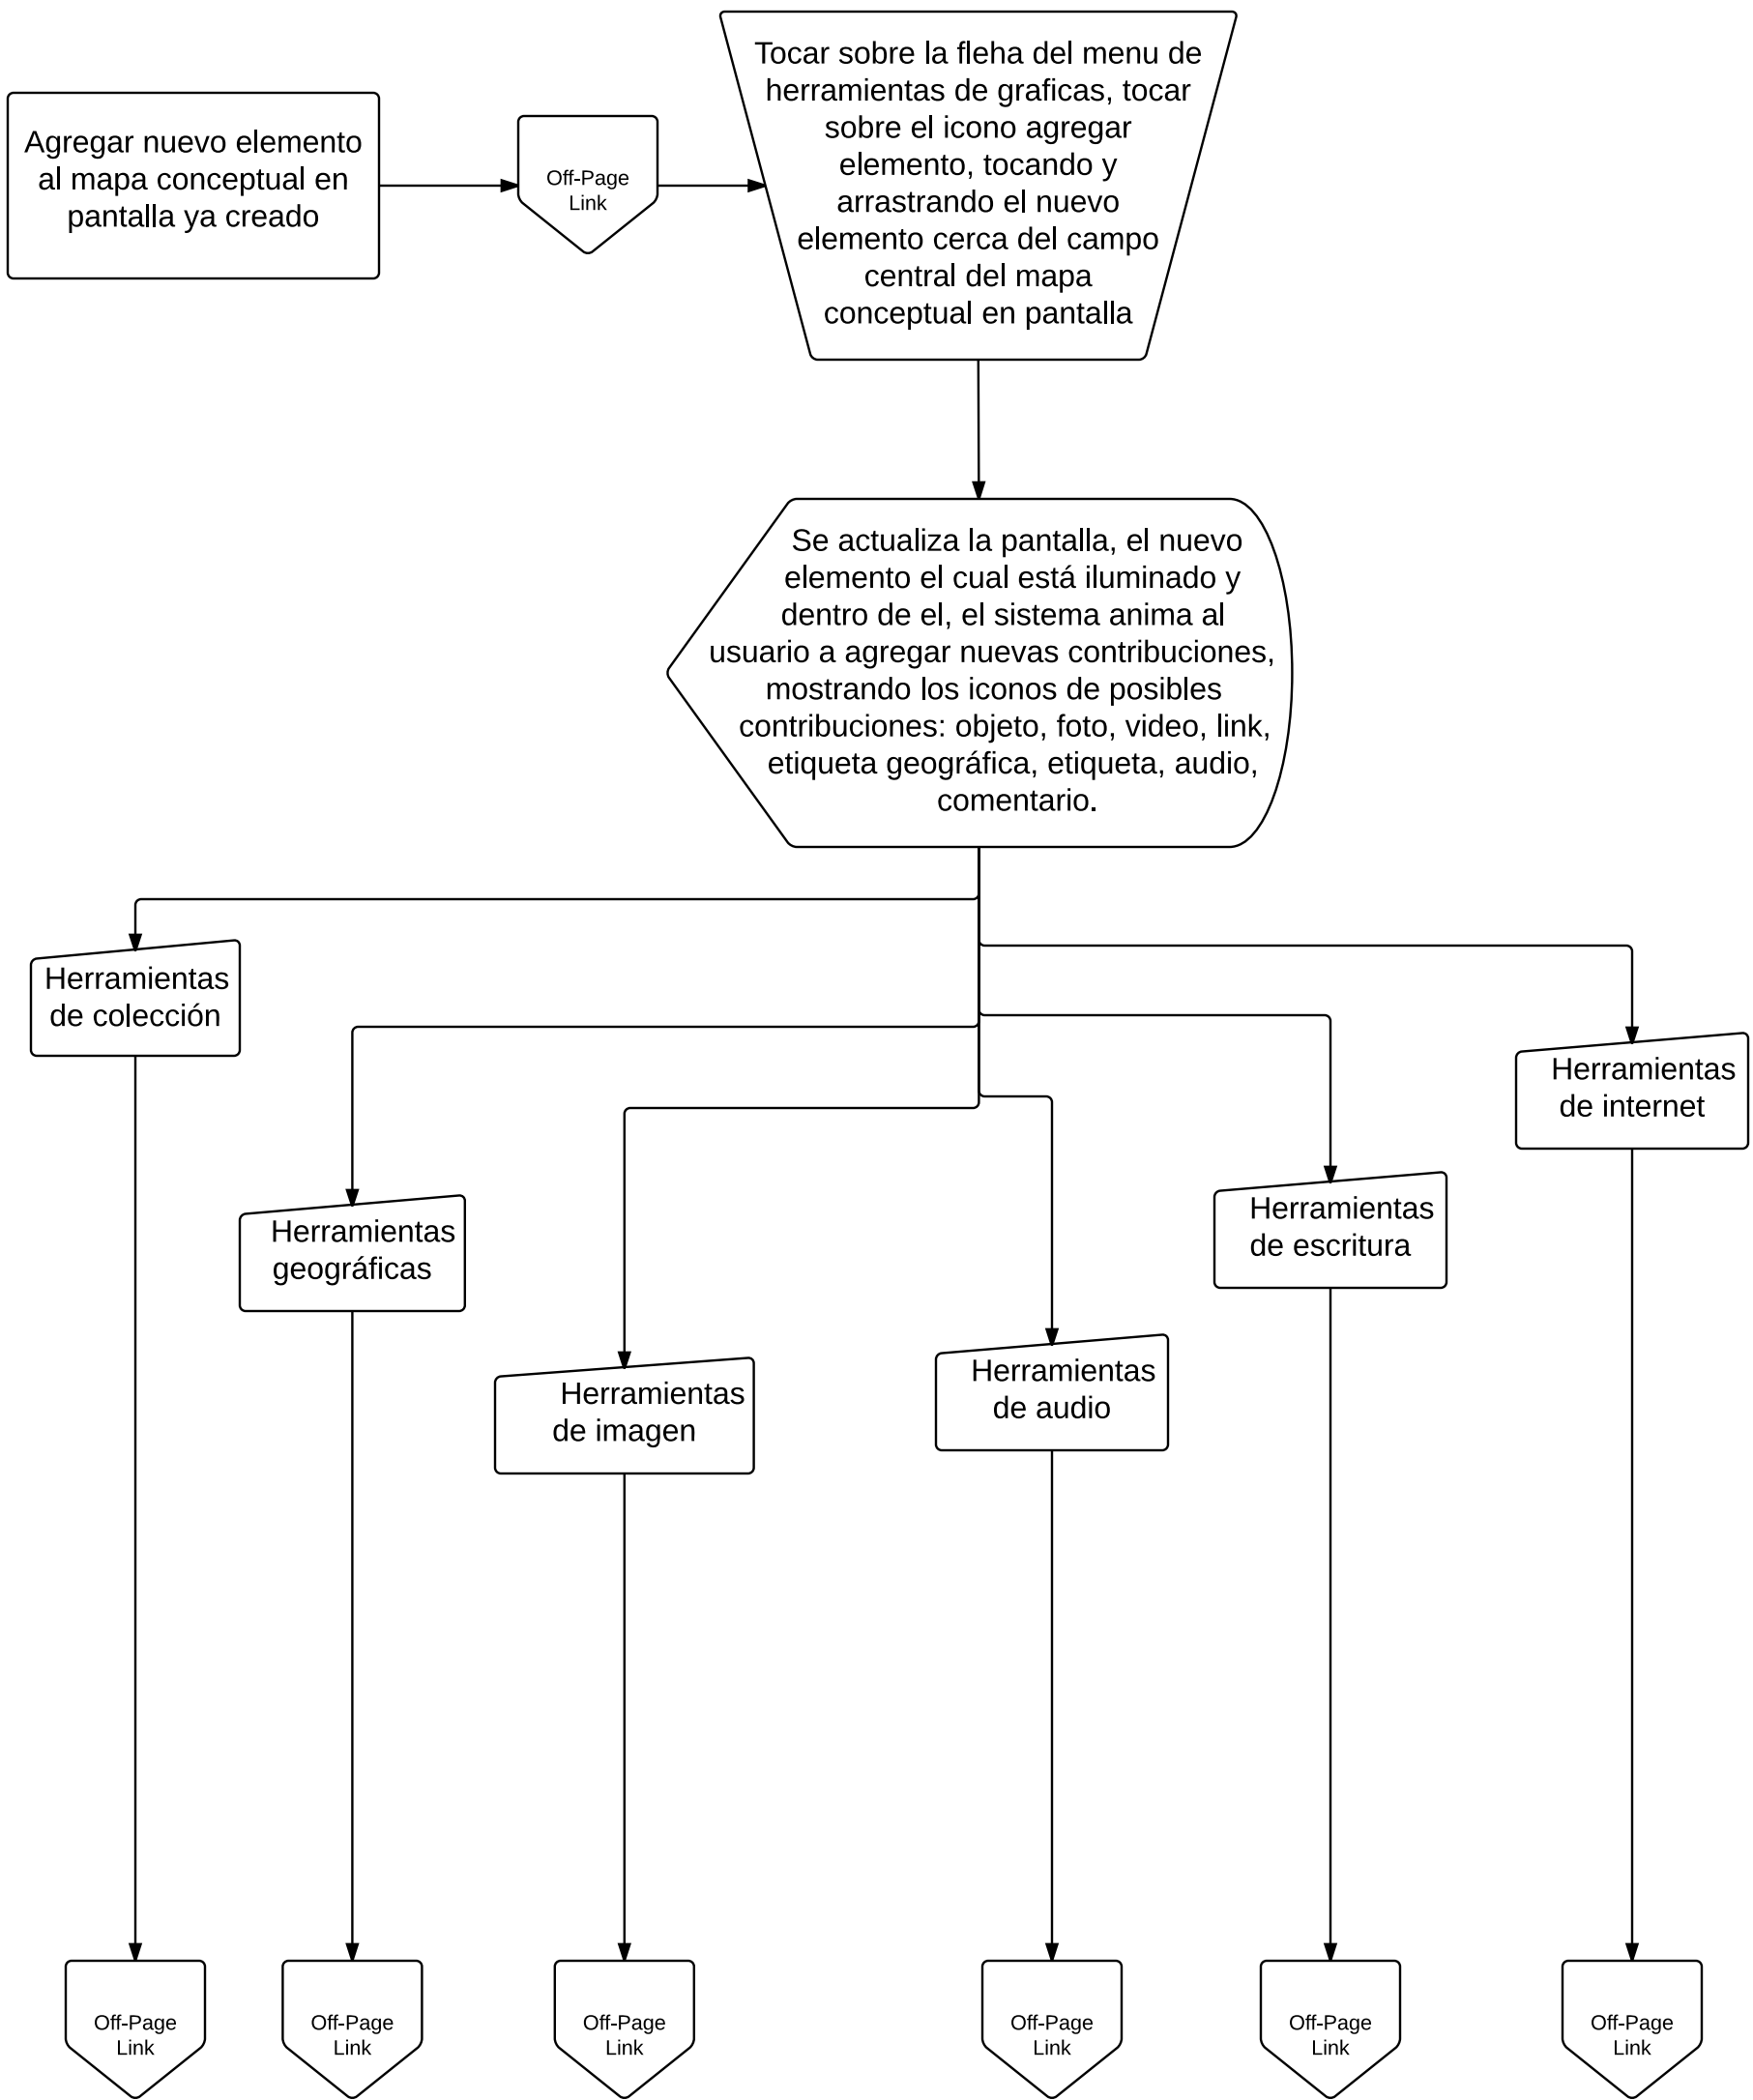 Agregar nuevo elemento
al mapa conceptual en
pantalla ya creado
Off-Page
Link
Tocar sobre la fleha del menu de
herramientas de graficas, tocar
sobre el icono agregar
elemento, tocando y
arrastrando el nuevo
elemento cerca del campo
central del mapa
conceptual en pantalla
Se actualiza la pantalla, el nuevo
elemento el cual está iluminado y
dentro de el, el sistema anima al
usuario a agregar nuevas contribuciones,
mostrando los iconos de posibles
contribuciones: objeto, foto, video, link,
etiqueta geográfica, etiqueta, audio,
comentario.
Herramientas
de colección
Herramientas
geográficas
Herramientas
de imagen
Herramientas
de audio
Herramientas
de escritura
Herramientas
de internet
Off-Page
Link
Off-Page
Link
Off-Page
Link
Off-Page
Link
Off-Page
Link
Off-Page
Link